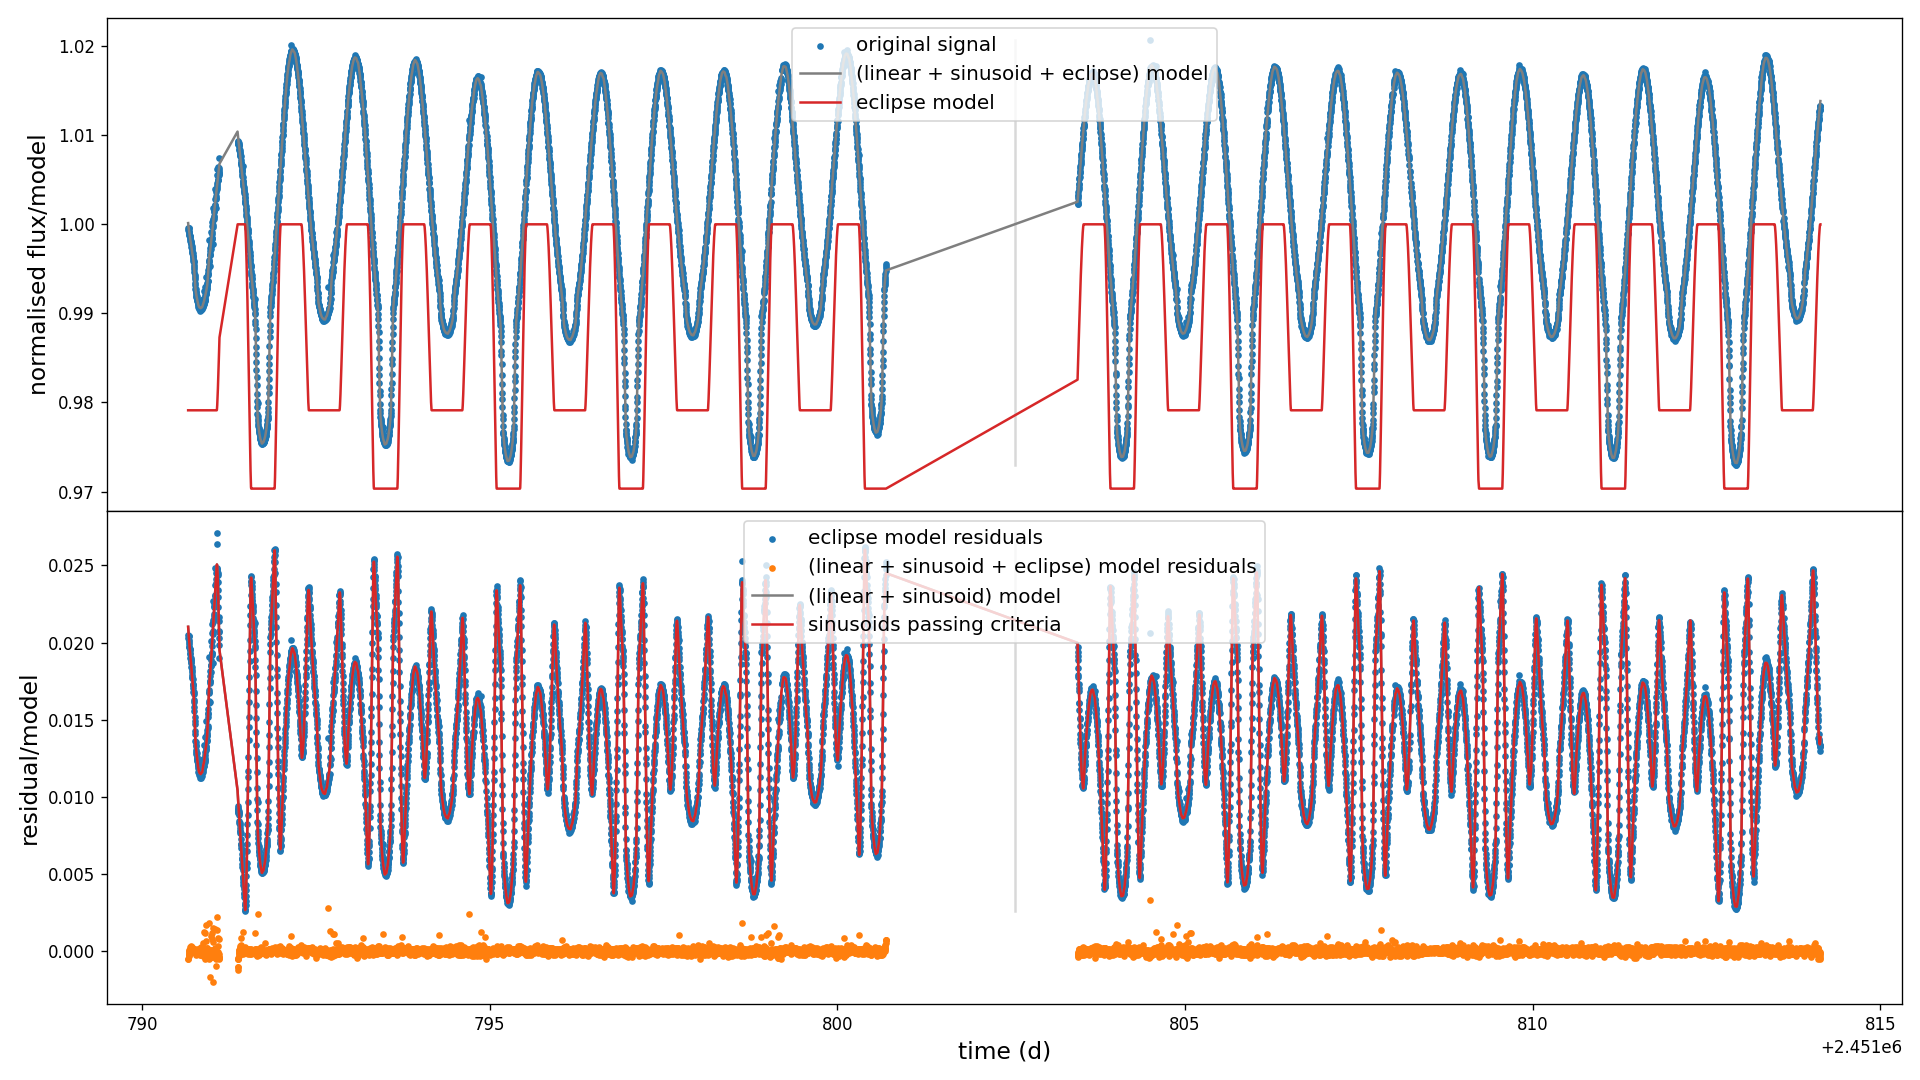 original signal
(linear + sinusoid + eclipse) model
eclipse model
1.02
1.01
1.00
0.99
0.98
0.97
normalised flux/model
eclipse model residuals
(linear + sinusoid + eclipse) model residuals
(linear + sinusoid) model
sinusoids passing criteria
0.025
0.020
0.015
0.010
0.005
0.000
residual/model
790 795 800 805 810 815
time (d)
+2.451e6